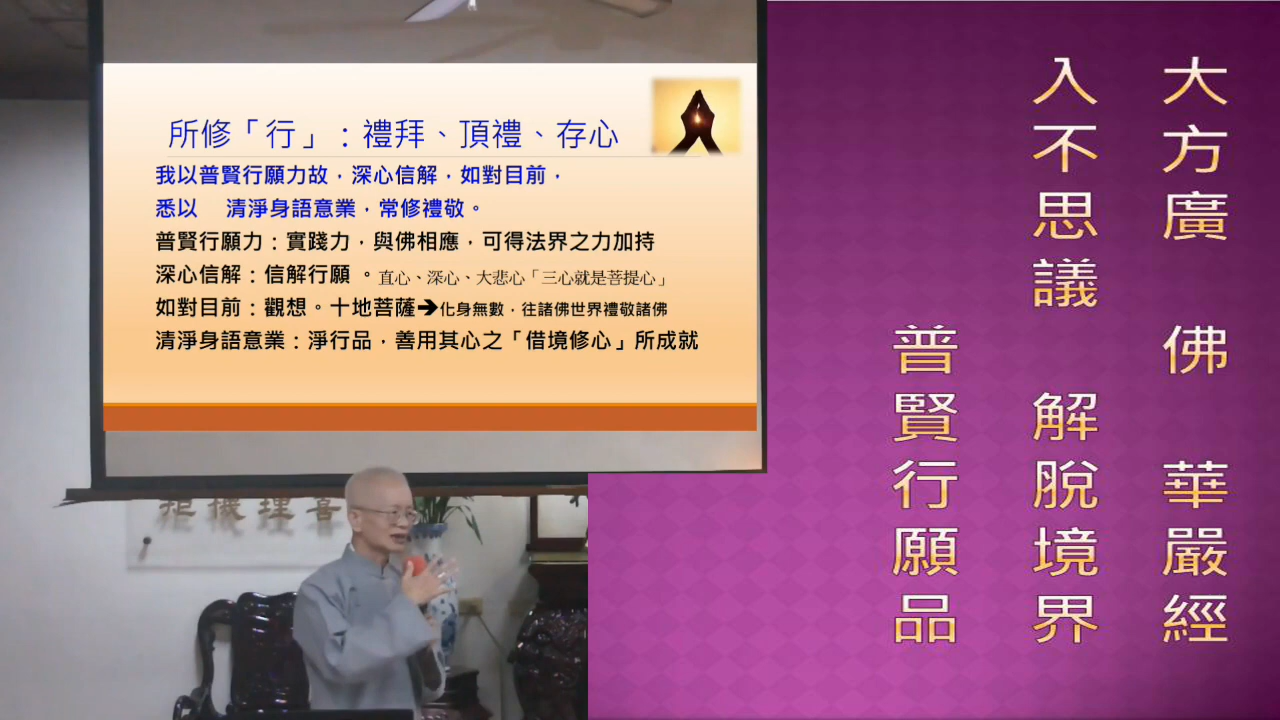 所修「行」：禮拜、頂禮、存心
我以普賢行願力故，深心信解，如對目前，
悉以 清淨身語意業，常修禮敬。
普賢行願力：實踐力，與佛相應，可得法界之力加持
深心信解：信解行願 。直心、深心、大悲心「三心就是菩提心」
如對目前：觀想。十地菩薩➔化身無數，往諸佛世界禮敬諸佛
清淨身語意業：淨行品，善用其心之「借境修心」所成就
大方廣 佛 華嚴經
入不思議 解脫境界
普賢行願品